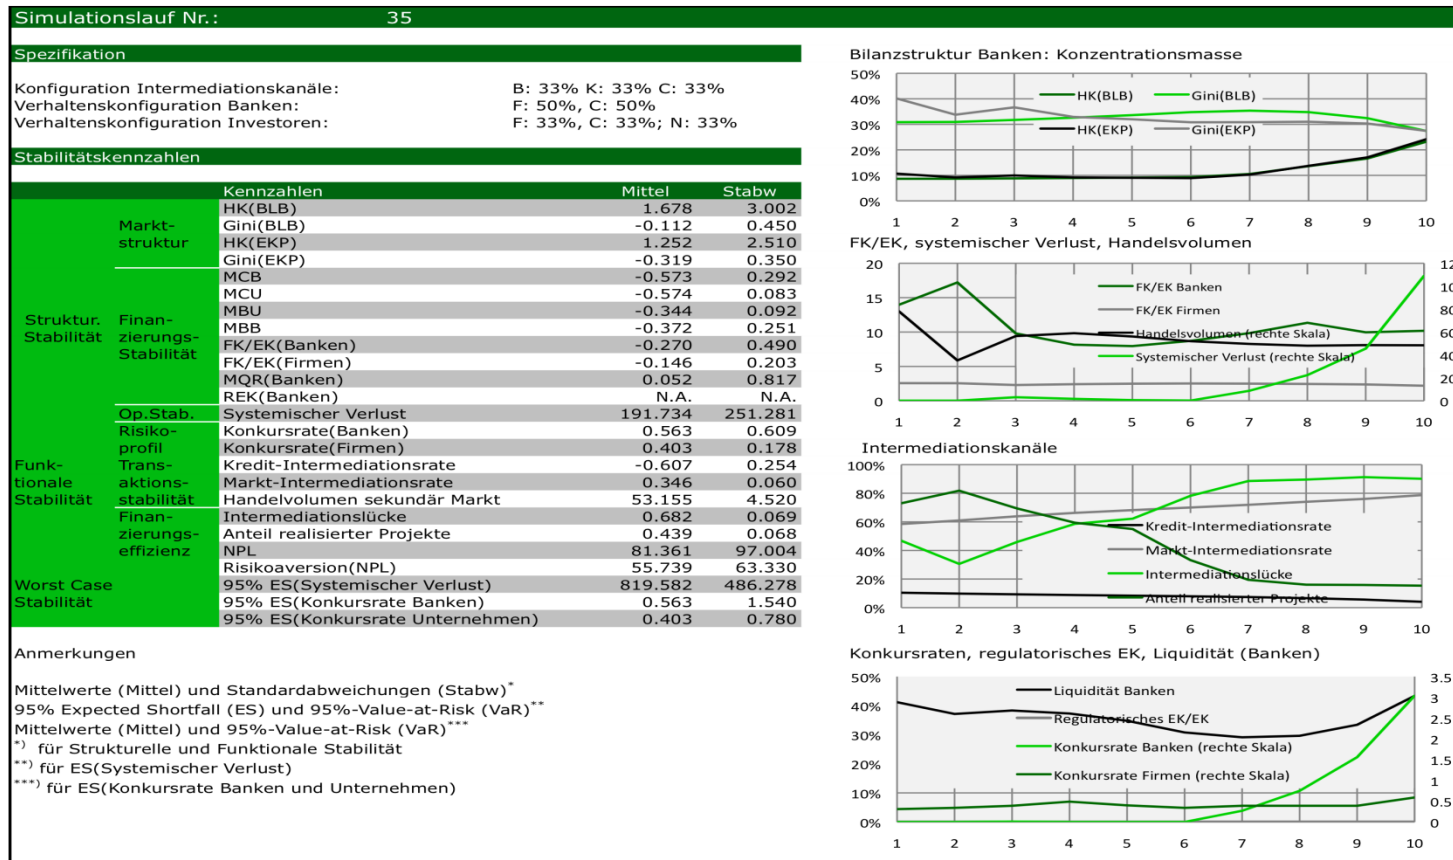 Simulationslauf Nr.: 35
Spezifikation
Konfiguration Intermediationskanäle: B: 33% K: 33% C: 33%
Verhaltenskonfiguration Banken: F: 50%, C: 50%
Verhaltenskonfiguration Investoren: F: 33%, C: 33%; N: 33%
Stabilitätskennzahlen
Kennzahlen Mittel Stabw
Struktur. Stabilität
Markt-struktur
HK(BLB) 1.678 3.002
Gini(BLB) -0.112 0.450
HK(EKP) 1.252 2.510
Gini(EKP) -0.319 0.350
Finan-zierungs-Stabilität
MCB -0.573 0.292
MCU -0.574 0.083
MBU -0.344 0.092
MBB -0.372 0.251
FK/EK(Banken) -0.270 0.490
FK/EK(Firmen) -0.146 0.203
MQR(Banken) 0.052 0.817
REK(Banken) N.A. N.A.
Op.Stab. Systemischer Verlust 191.734 251.281
Funk-tionale Stabilität
Risiko-profil
Konkursrate(Banken) 0.563 0.609
Konkursrate(Firmen) 0.403 0.178
Trans-aktions-stabilität
Kredit-Intermediationsrate -0.607 0.254
Markt-Intermediationsrate 0.346 0.060
Handelvolumen sekundär Markt 53.155 4.520
Finan-zierungs-effizienz
Intermediationslücke 0.682 0.069
Anteil realisierter Projekte 0.439 0.068
NPL 81.361 97.004
Risikoaversion(NPL) 55.739 63.330
Worst Case Stabilität
95% ES(Systemischer Verlust) 819.582 486.278
95% ES(Konkursrate Banken) 0.563 1.540
95% ES(Konkursrate Unternehmen) 0.403 0.780
Anmerkungen
Mittelwerte (Mittel) und Standardabweichungen (Stabw)*
95% Expected Shortfall (ES) und 95%-Value-at-Risk (VaR)**
Mittelwerte (Mittel) und 95%-Value-at-Risk (VaR)***
*) für Strukturelle und Funktionale Stabilität
**) für ES(Systemischer Verlust)
***) für ES(Konkursrate Banken und Unternehmen)
Bilanzstruktur Banken: Konzentrationsmasse
50%
40%
30%
20%
10%
0%
HK(BLB) Gini(BLB)
HK(EKP) Gini(EKP)
1 2 3 4 5 6 7 8 9 10
FK/EK, systemischer Verlust, Handelsvolumen
20
15
10
5
0
FK/EK Banken
FK/EK Firmen
Handelsvolumen (rechte Skala)
Systemischer Verlust (rechte Skala)
80
60
40
20
0
1 2 3 4 5 6 7 8 9 10
Intermediationskanäle
100%
80%
60%
40%
20%
0%
Kredit-Intermediationsrate
Markt-Intermediationsrate
Intermediationslücke
Anteil realisierter Projekte
1 2 3 4 5 6 7 8 9 10
Konkursraten, regulatorisches EK, Liquidität (Banken)
50%
40%
30%
20%
10%
0%
Liquidität Banken
Regulatorisches EK/EK
Konkursrate Banken (rechte Skala)
Konkursrate Firmen (rechte Skala)
3.5
3
2.5
2
1.5
1
0.5
0
1 2 3 4 5 6 7 8 9 10